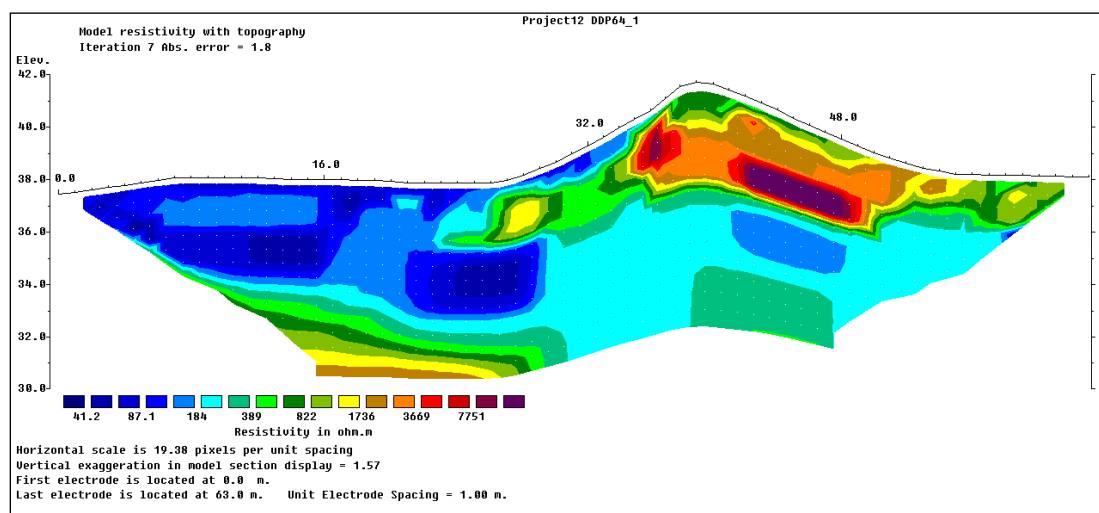 Project12 DDP64_1
Model resistivity with topography
Iteration 7 Abs. error = 1.8
Elev.
42.0
40.0
38.0
36.0
34.0
32.0
30.0
0.0
16.0
32.0
48.0
41.2 87.1 184 389 822 1736 3669 7751
Resistivity in ohm.m
Horizontal scale is 19.38 pixels per unit spacing
Vertical exaggeration in model section display = 1.57
First electrode is located at 0.0 m.
Last electrode is located at 63.0 m. Unit Electrode Spacing = 1.00 m.